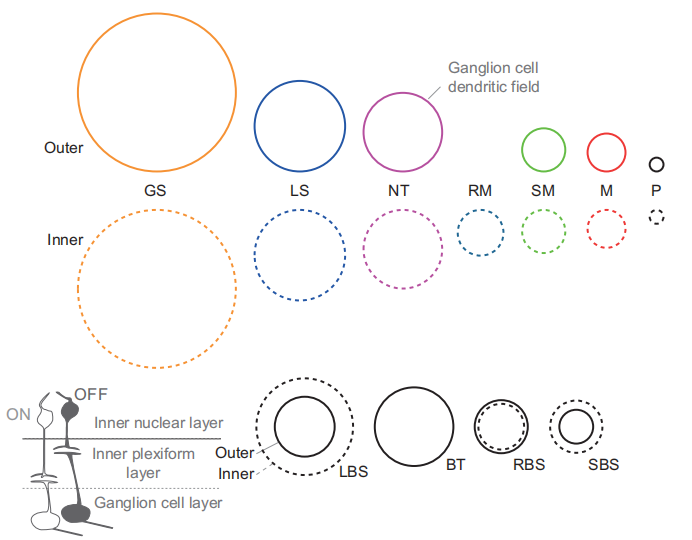 Ganglion cell
dendritic field
Outer
GS LS NT RM SM M P
Inner
OFF
ON
Inner nuclear layer
Inner plexiform
layer
Ganglion cell layer
Outer
Inner
LBS BT RBS SBS